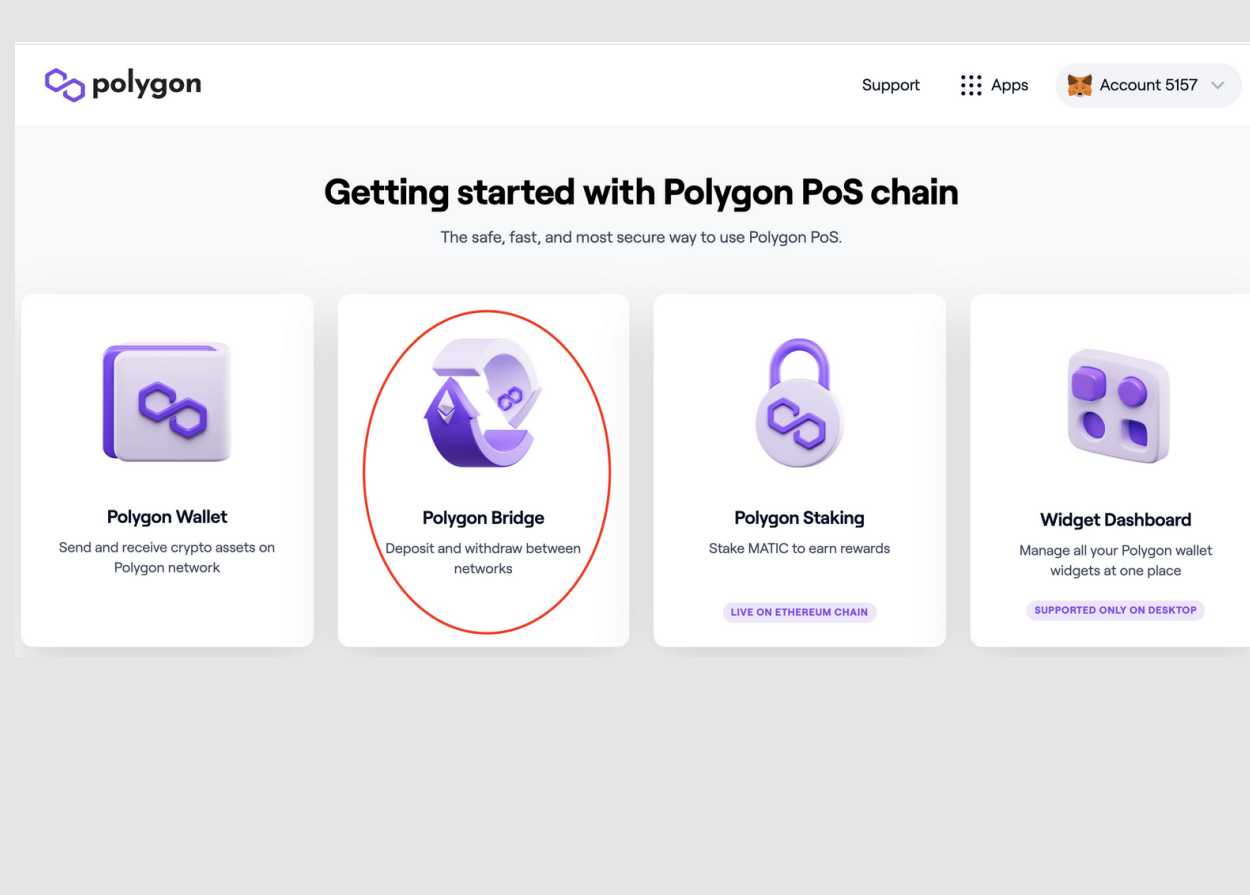 polygon
Support
Apps
Account 5157
Getting started with Polygon PoS chain
The safe, fast, and most secure way to use Polygon PoS.
Polygon Wallet
Send and receive crypto assets on
Polygon network
Polygon Bridge
Deposit and withdraw between
networks
Polygon Staking
Stake MATIC to earn rewards
LIVE ON ETHEREUM CHAIN
Widget Dashboard
Manage all your Polygon wallet
widgets at one place
SUPPORTED ONLY ON DESKTOP